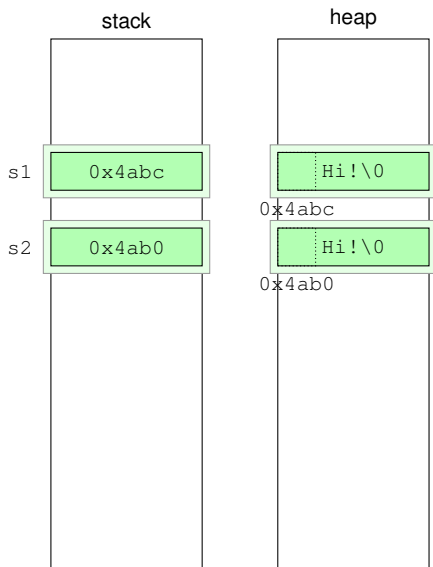 stack heap
s1 0x4abc Hi!\0
0x4abc
s2 0x4ab0 Hi!\0
0x4ab0